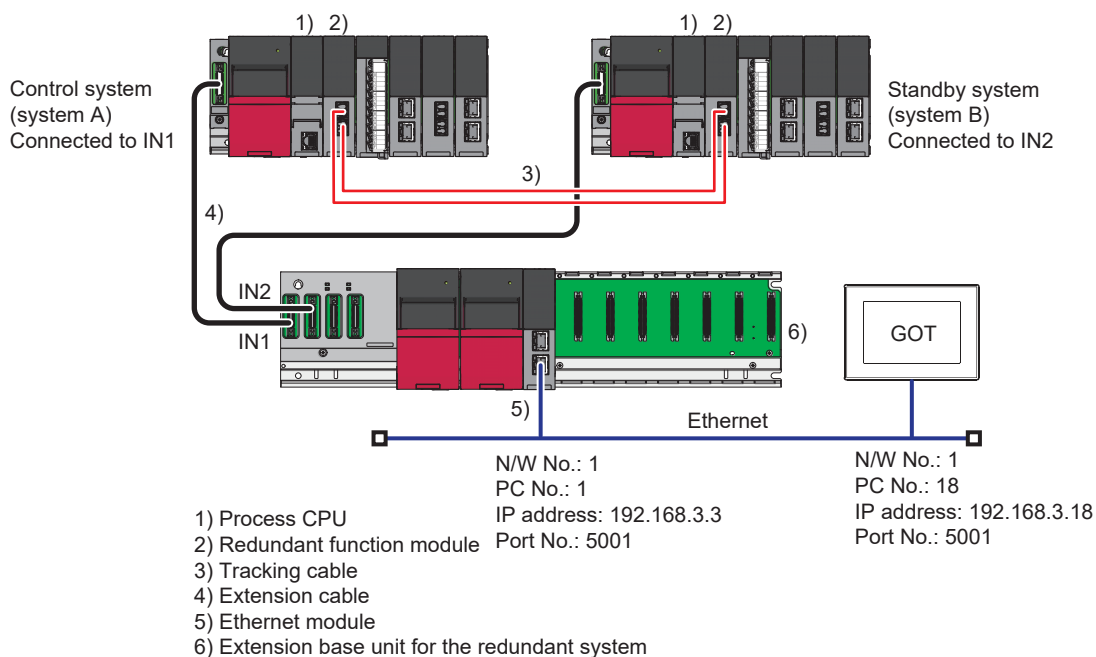 1) 2)
1) 2)
Control system
(system A)
Connected to IN1
Standby system
(system B)
Connected to IN2
3)
4)
IN2
IN1
6)
GOT
5)
Ethernet
N/W No.: 1
PC No.: 1
IP address: 192.168.3.3
Port No.: 5001
N/W No.: 1
PC No.: 18
IP address: 192.168.3.18
Port No.: 5001
1) Process CPU
2) Redundant function module
3) Tracking cable
4) Extension cable
5) Ethernet module
6) Extension base unit for the redundant system